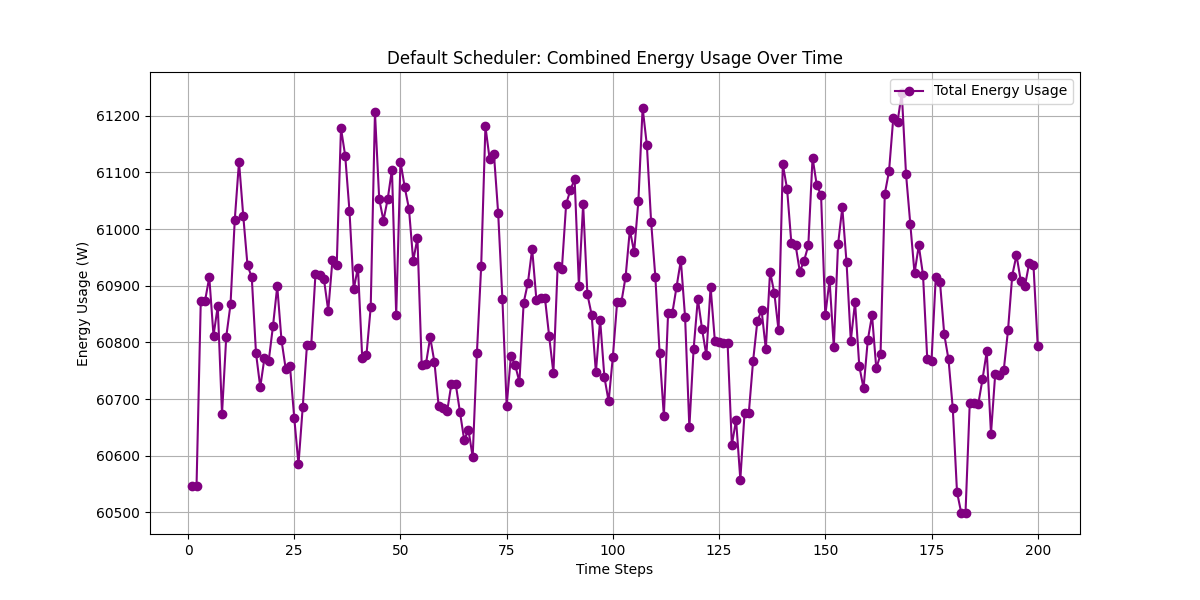 Default Scheduler: Combined Energy Usage Over Time
Total Energy Usage
Energy Usage (W)
61200
61100
61000
60900
60800
60700
60600
60500
0 25 50 75 100 125 150 175 200
Time Steps